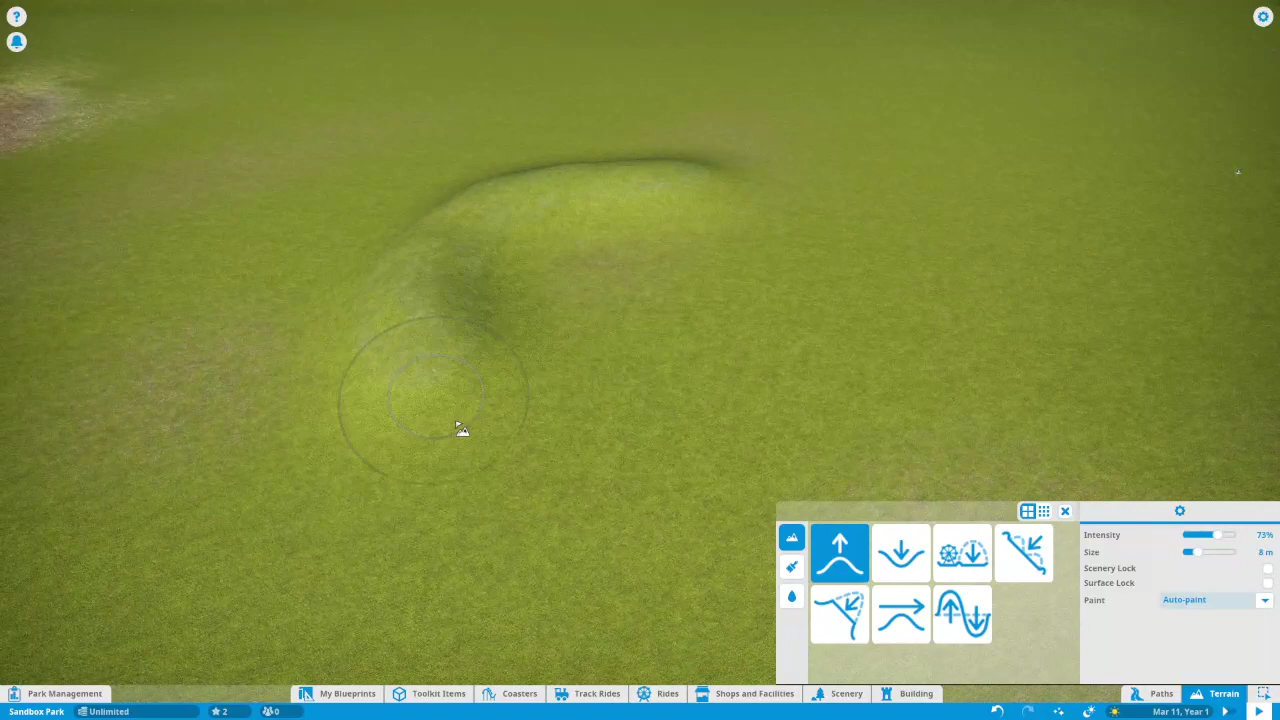 ?
Intensity 73%
Size 8 m
Scenery Lock
Surface Lock
Paint Auto-paint
Park Management My Blueprints Toolkit Items Coasters Track Rides Rides Shops and Facilities Scenery Building Paths Terrain
Sandbox Park Unlimited 2 0 Mar 11, Year 1